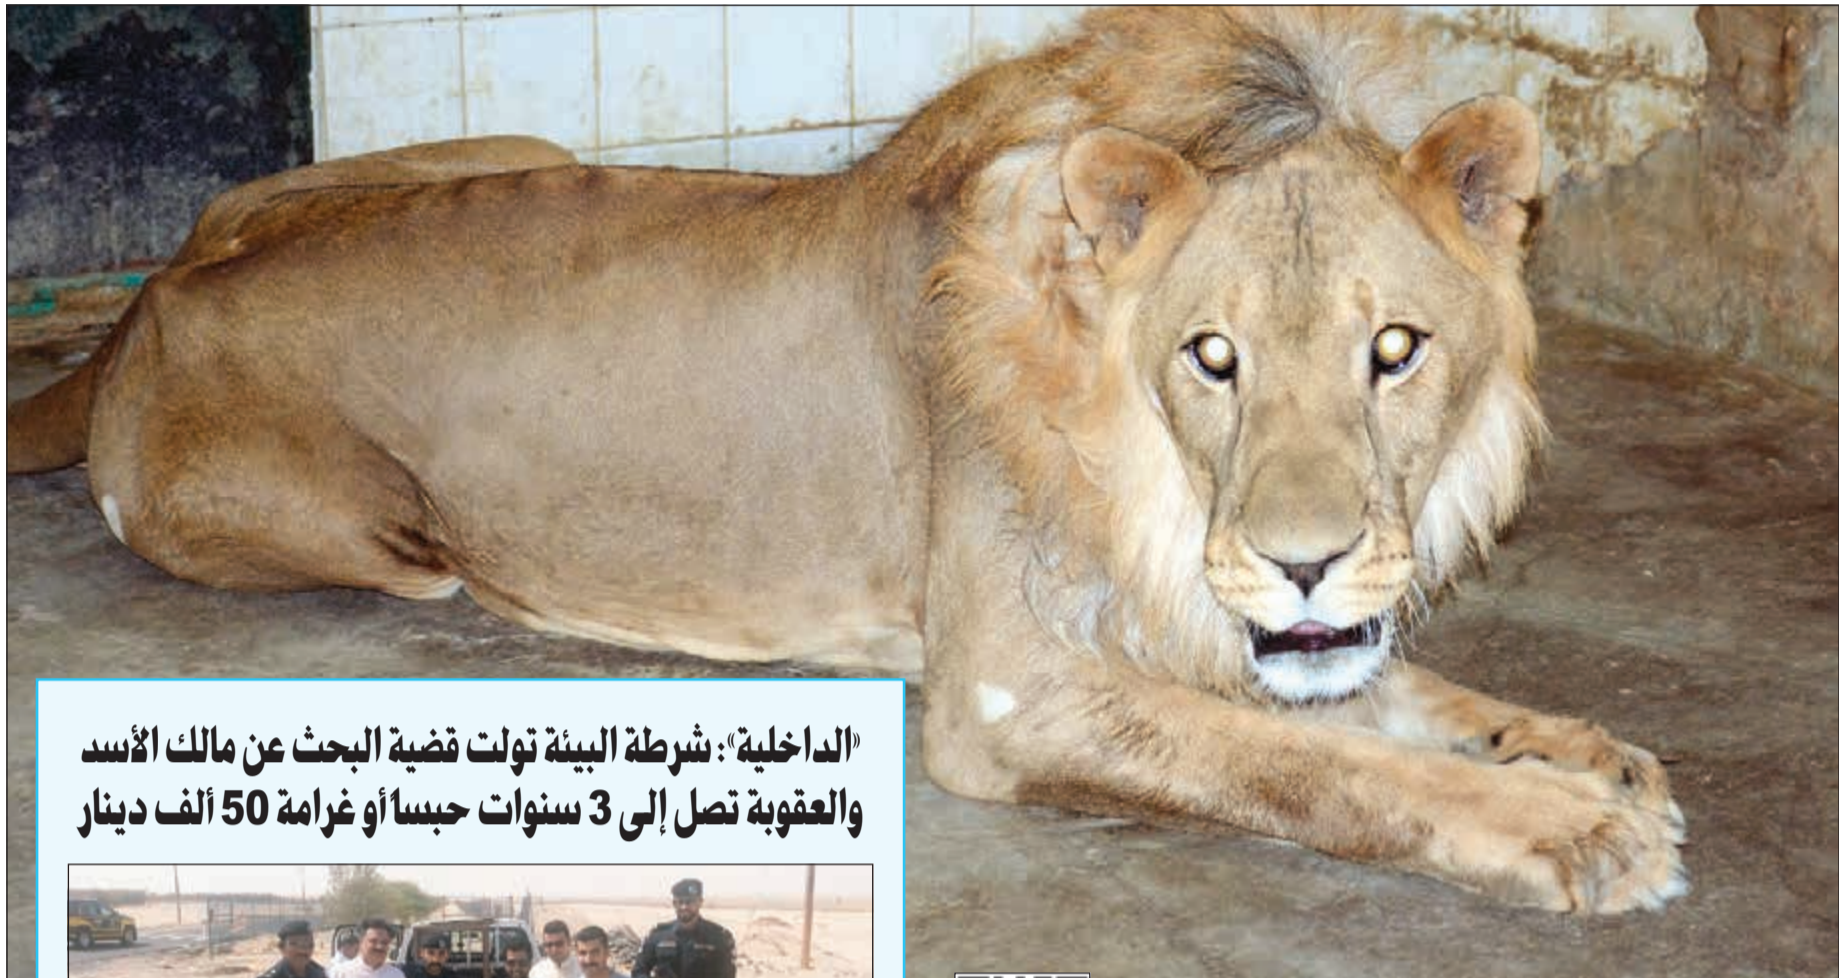 «الداخلية»: شرطة البيئة تولت قضية البحث عن مالك الأسد
والعقوبة تصل إلى 3 سنوات حبساً أو غرامة 50 ألف دينار